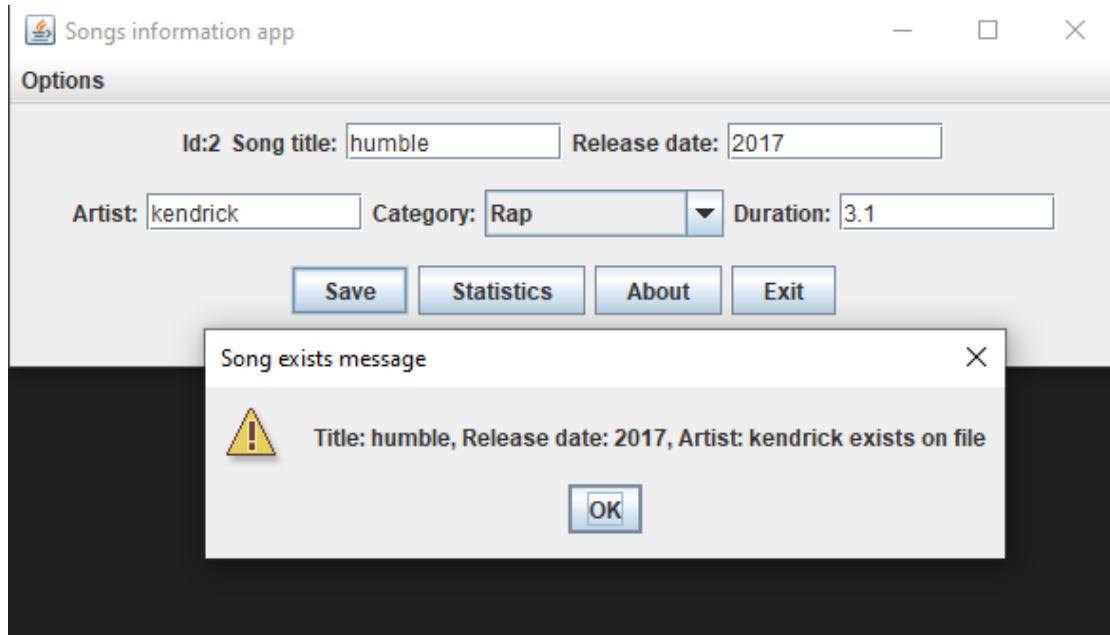 Songs information app
Options
Id:2 Song title: humble Release date: 2017
Artist: kendrick Category: Rap Duration: 3.1
Save Statistics About Exit
Song exists message
Title: humble, Release date: 2017, Artist: kendrick exists on file
OK